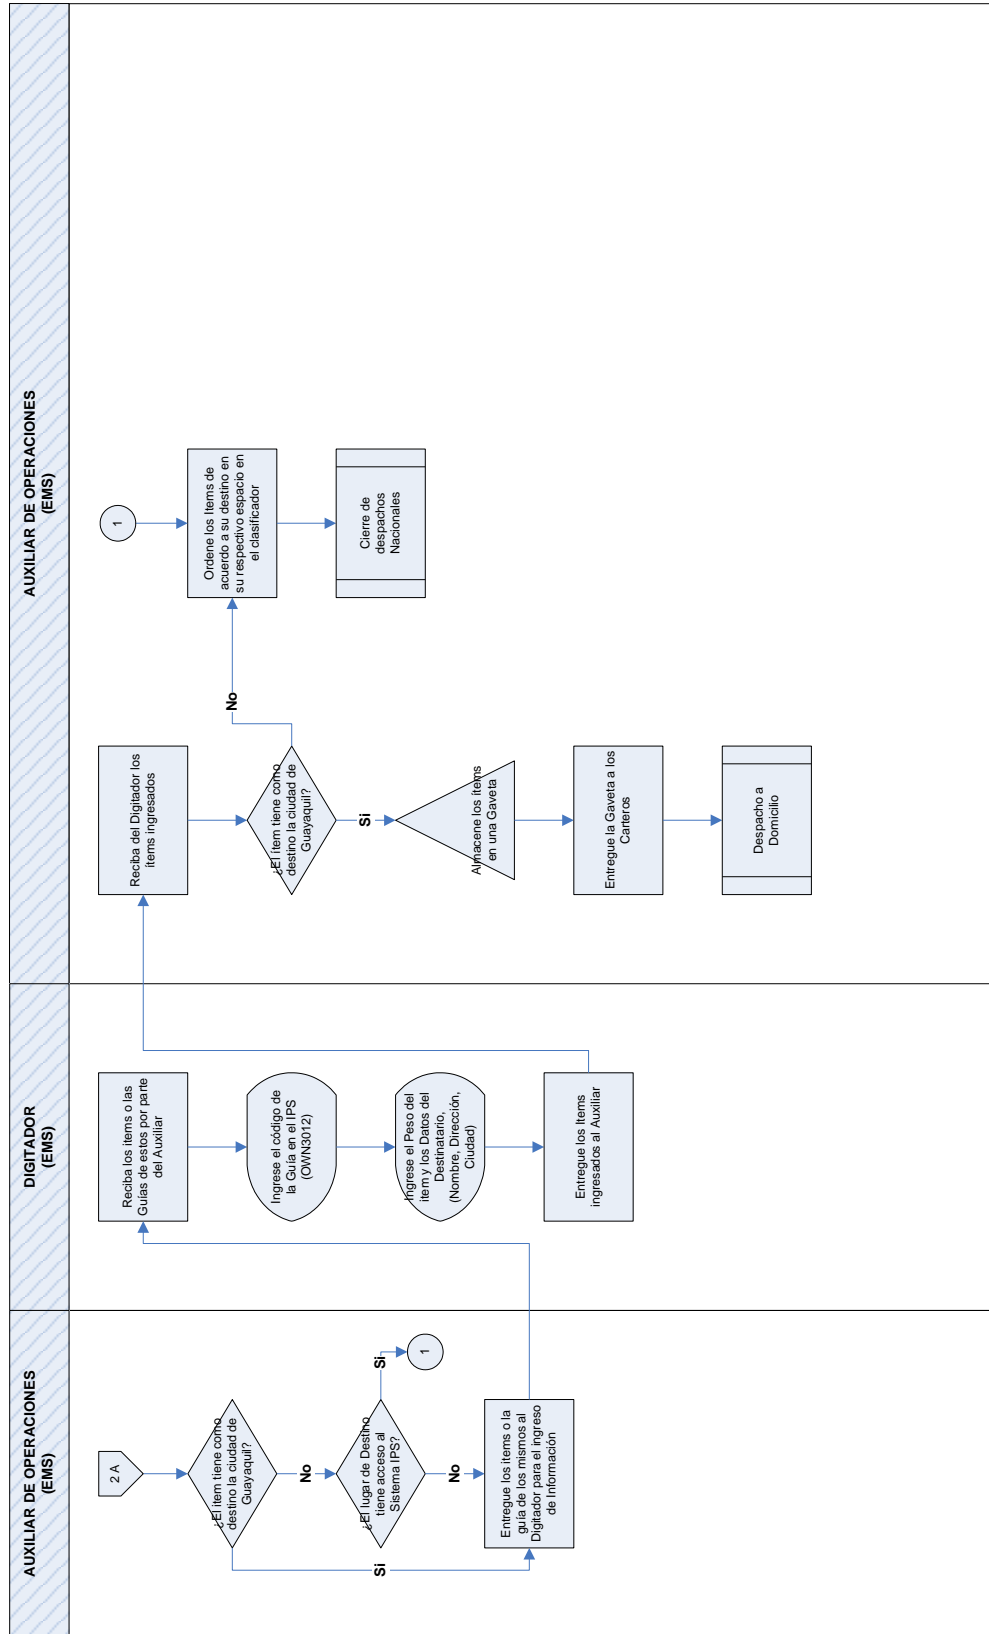 AUXILIAR DE OPERACIONES
(EMS)
2 A
¿El item tiene como
destino la ciudad de
Guayaquil?
No
Si
¿El lugar de Destino
tiene acceso al
Sistema IPS?
Si
1
No
Entregue los items o la
guía de los mismos al
Digitador para el ingreso
de Información
DIGITADOR
(EMS)
Reciba los items o las
Guías de estos por parte
del Auxiliar
Ingrese el código de
la Guía en el IPS
(OWN3012)
Ingrese el Peso del
item y los Datos del
Destinatario,
(Nombre, Dirección,
Ciudad)
Entregue los Items
ingresados al Auxiliar
AUXILIAR DE OPERACIONES
(EMS)
Reciba del Digitador los
ítems ingresados
¿El ítem tiene como
destino la ciudad de
Guayaquil?
No
Si
Almacene los ítems
en una Gaveta
Entregue la Gaveta a los
Carteros
Despacho a
Domicilio
1
Ordene los Items de
acuerdo a su destino en
su respectivo espacio en
el clasificador
Cierre de
despachos
Nacionales